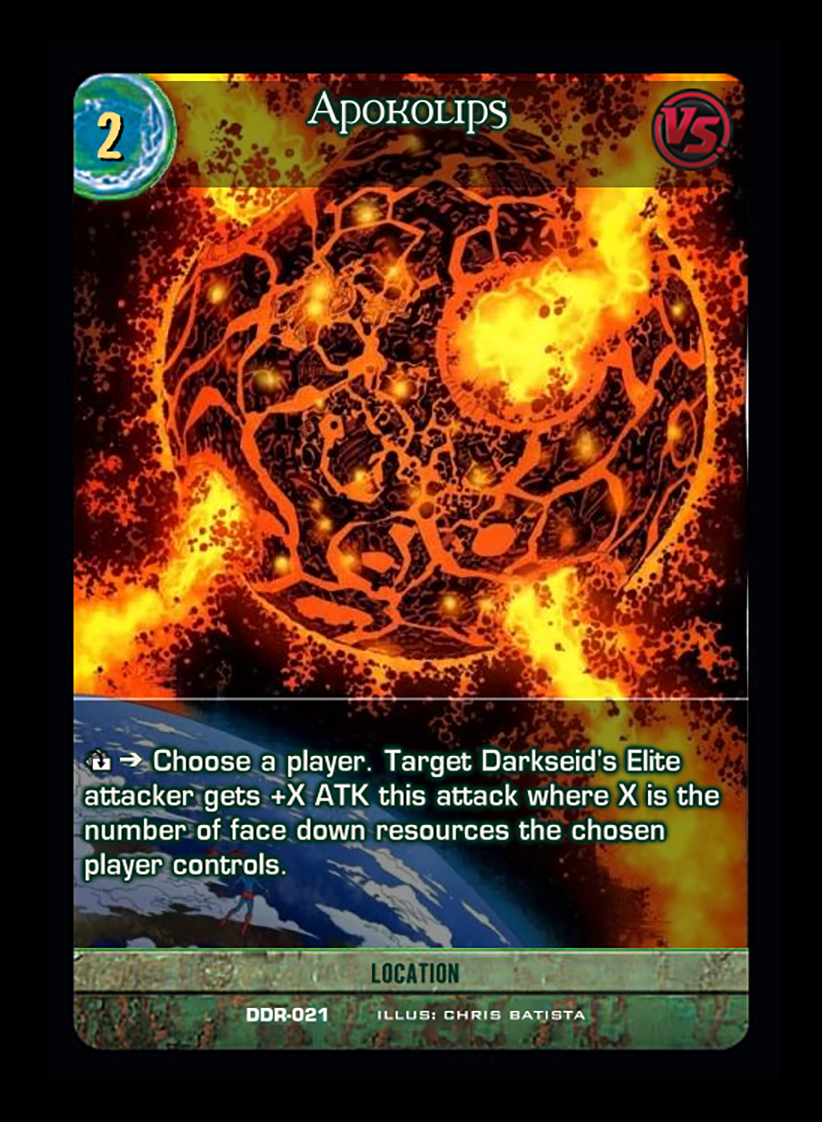 2
Apokolips
VS
→ Choose a player. Target Darkseid's Elite
attacker gets +X ATK this attack where X is the
number of face down resources the chosen
player controls.
LOCATION
DDR-021 ILLUS: CHRIS BATISTA